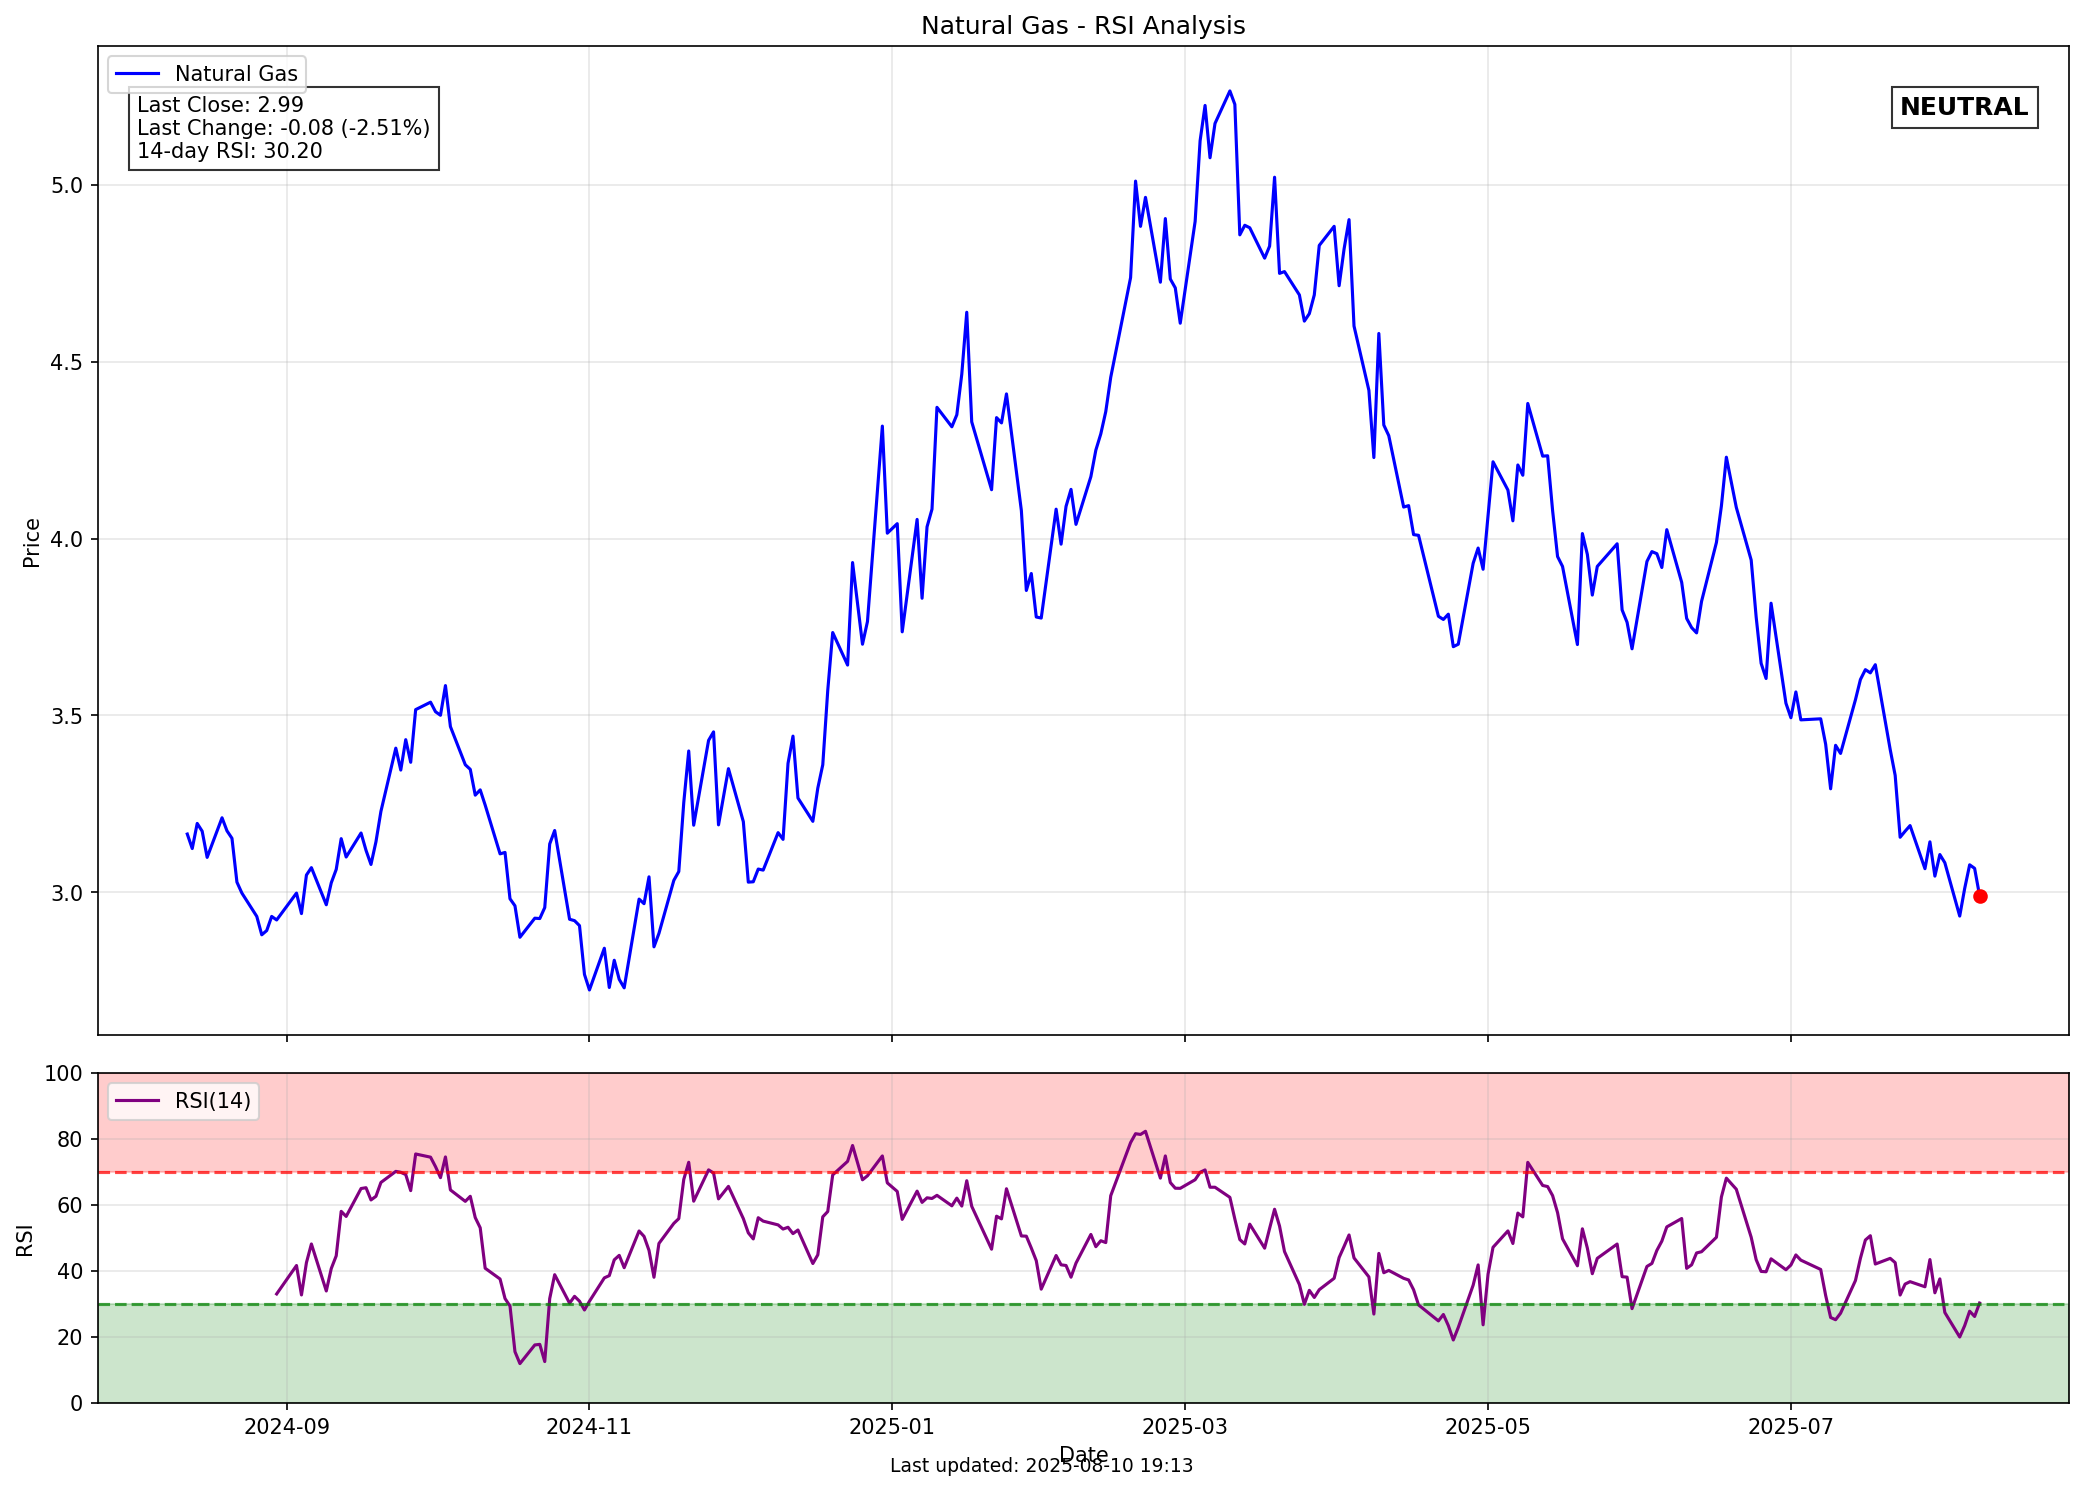 Natural Gas - RSI Analysis
Natural Gas
Last Close: 2.99
Last Change: -0.08 (-2.51%)
14-day RSI: 30.20
NEUTRAL
Price
5.0
4.5
4.0
3.5
3.0
RSI(14)
RSI
100
80
60
40
20
0
2024-09
2024-11
2025-01
2025-03
2025-05
2025-07
Date
Last updated: 2025-08-10 19:13